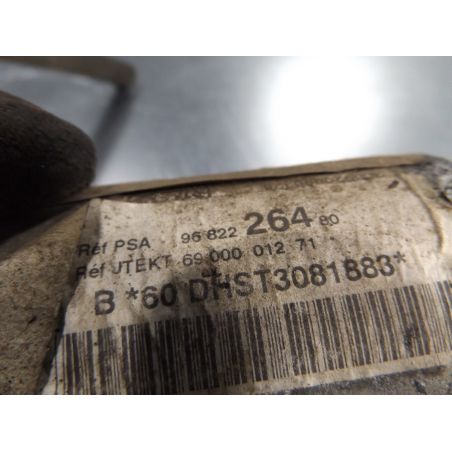 Réf PSA 96 822 264 80
Réf JTEKT 69 000 012 71
B *60 DHST3081883*